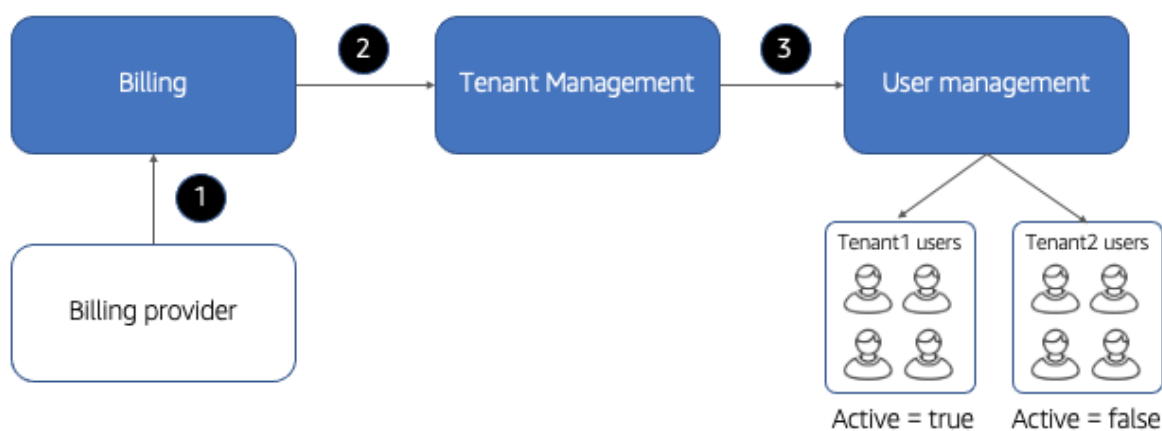 Billing
2
Tenant Management
3
User management
1
Billing provider
Tenant1 users
Tenant2 users
Active = true
Active = false